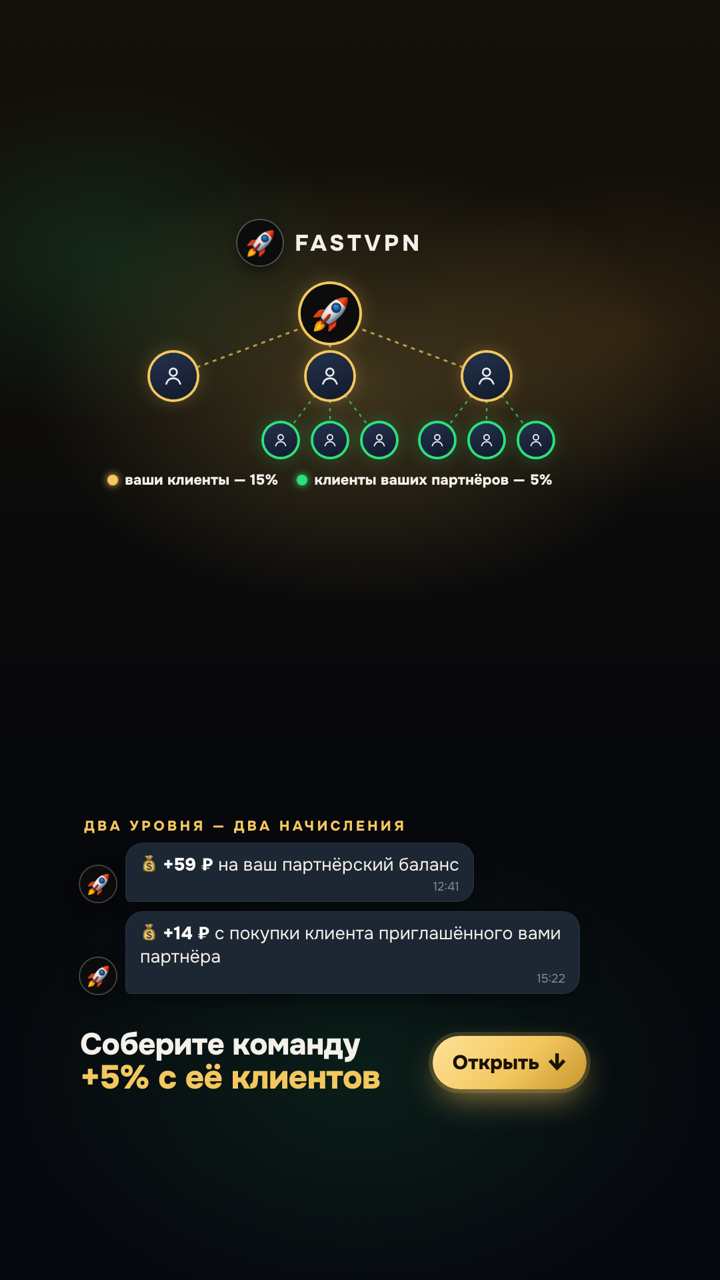 FASTVPN
ваши клиенты — 15% клиенты ваших партнёров — 5%
ДВА УРОВНЯ — ДВА НАЧИСЛЕНИЯ
+59 ₽ на ваш партнёрский баланс
12:41
+14 ₽ с покупки клиента приглашённого вами
партнёра
15:22
Соберите команду
+5% с её клиентов
Открыть ↓